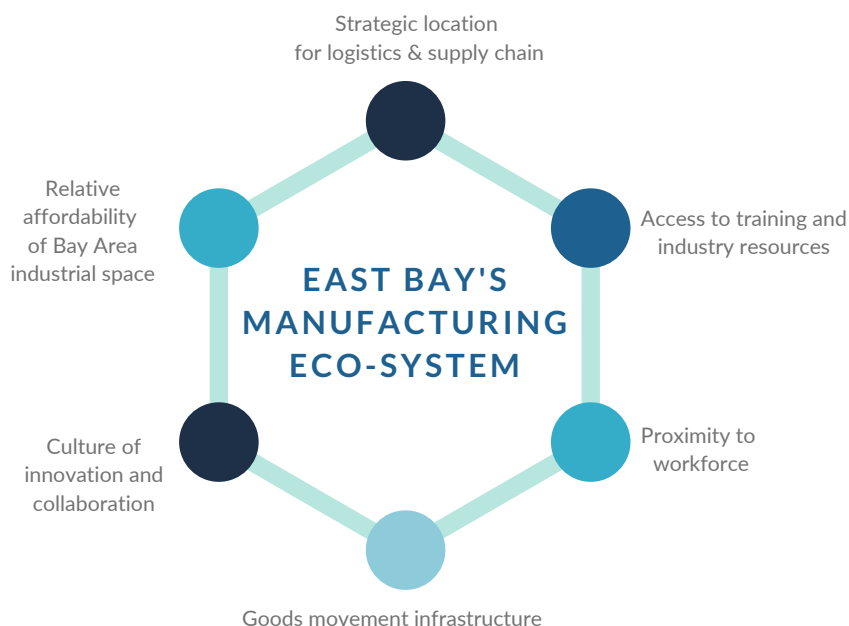 Strategic location
for logistics & supply chain
Relative
affordability
of Bay Area
industrial space
Access to training and
industry resources
EAST BAY'S
MANUFACTURING
ECO-SYSTEM
Culture of
innovation and
collaboration
Proximity to
workforce
Goods movement infrastructure